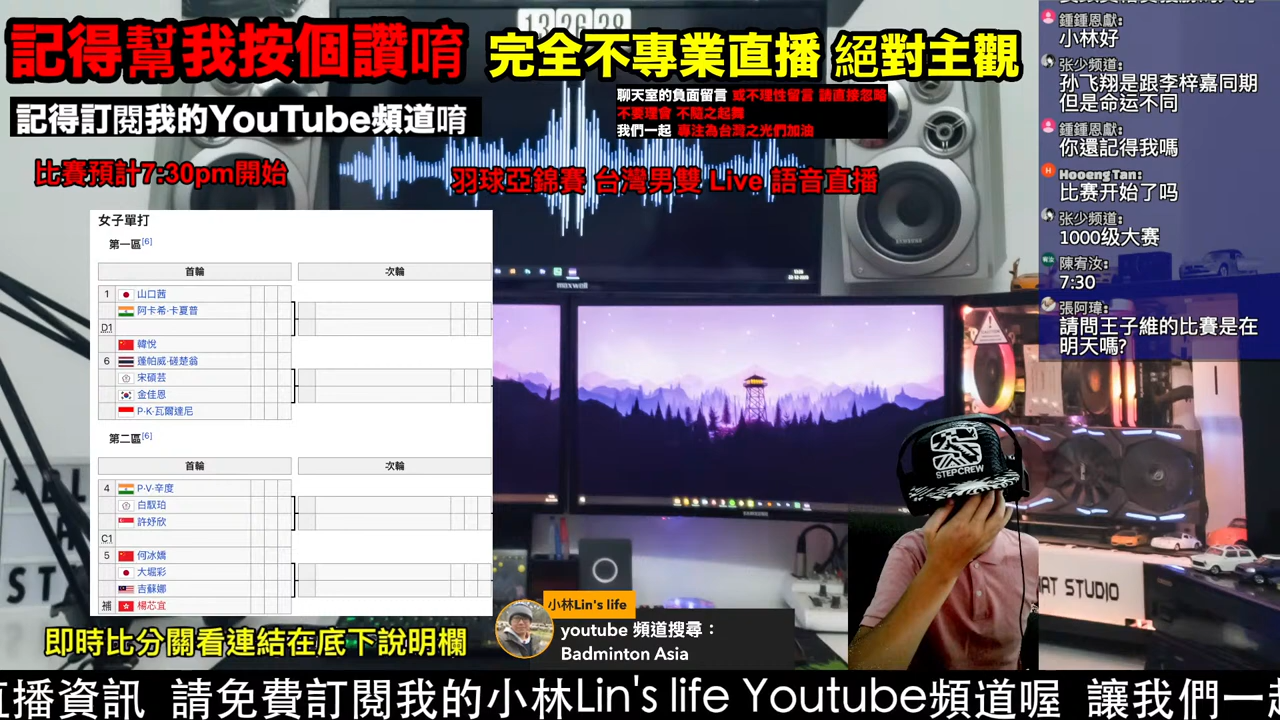 記得幫我按個讚唷
完全不專業直播 絕對主觀
記得訂閱我的YouTube頻道唷
聊天室的負面留言 或不理性留言 請直接忽略
不要理會 不隨之起舞
我們一起 專注為台灣之光們加油
比賽預計7:30pm開始
羽球亞錦賽 台灣男雙 Live 語音直播
女子單打
第一區[6]
首輪
次輪
1 山口茜
阿卡希·卡夏普
D1
韓悅
6 蓬帕威·磋楚翁
宋碩芸
金佳恩
P·K·瓦爾達尼
第二區[6]
首輪
次輪
4 P·V·辛度
白馭珀
許妤欣
C1
5 何冰嬌
大堀彩
吉蘇娜
補 楊芯宜
即時比分關看連結在底下說明欄
maxwell
SAMSUNG
STEPCREW
小林Lin's life
youtube 頻道搜尋：
Badminton Asia
鍾鍾恩獻:
小林好
张少频道:
孙飞翔是跟李梓嘉同期
但是命运不同
鍾鍾恩獻:
你還記得我嗎
Hooeng Tan:
比赛开始了吗
张少频道:
1000级大赛
陳宥汝:
7:30
張阿瑋:
請問王子維的比賽是在
明天嗎?
直播資訊 請免費訂閱我的小林Lin's life Youtube頻道喔 讓我們一起